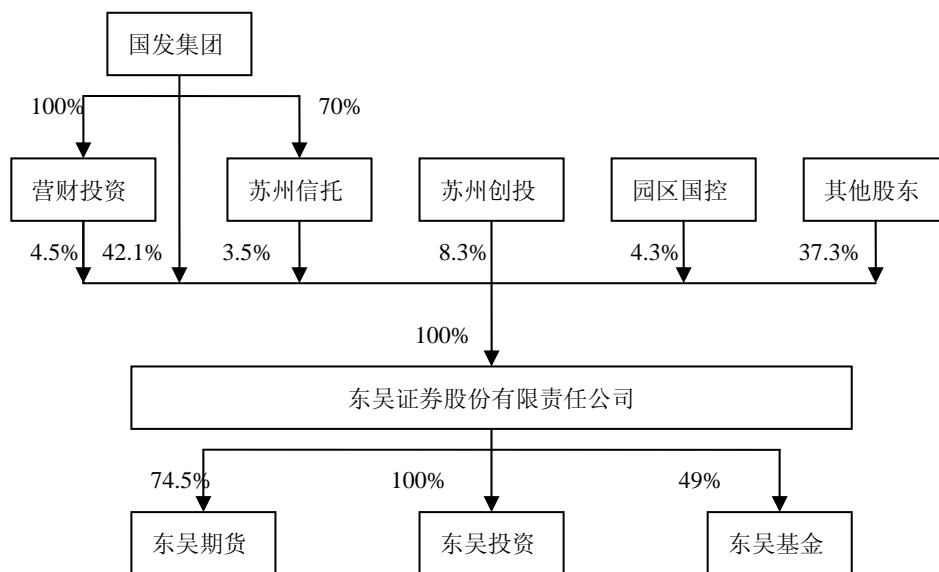 国发集团
100%
70%
营财投资
苏州信托
苏州创投
园区国控
其他股东
4.5%
42.1%
3.5%
8.3%
4.3%
37.3%
100%
东吴证券股份有限责任公司
74.5%
100%
49%
东吴期货
东吴投资
东吴基金